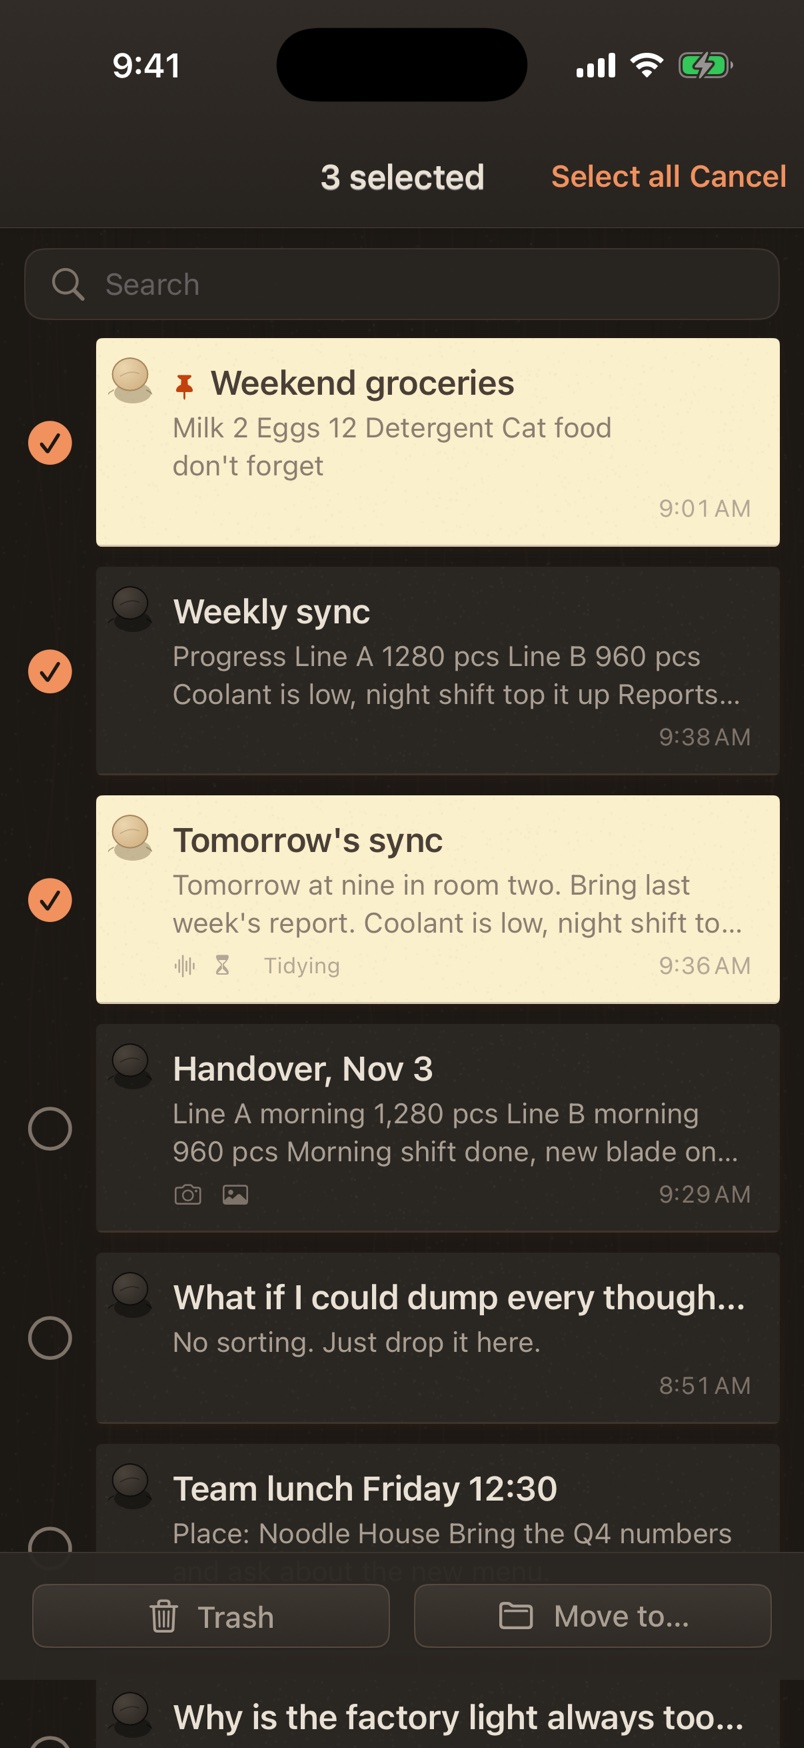 9:41
3 selected
Select all Cancel
Search
Weekend groceries
Milk 2 Eggs 12 Detergent Cat food
don't forget
9:01 AM
Weekly sync
Progress Line A 1280 pcs Line B 960 pcs
Coolant is low, night shift top it up Reports...
9:38 AM
Tomorrow's sync
Tomorrow at nine in room two. Bring last
week's report. Coolant is low, night shift to...
Tidying
9:36 AM
Handover, Nov 3
Line A morning 1,280 pcs Line B morning
960 pcs Morning shift done, new blade on...
9:29 AM
What if I could dump every though...
No sorting. Just drop it here.
8:51 AM
Team lunch Friday 12:30
Place: Noodle House Bring the Q4 numbers
and ask about the new menu.
Trash
Move to...
Why is the factory light always too...